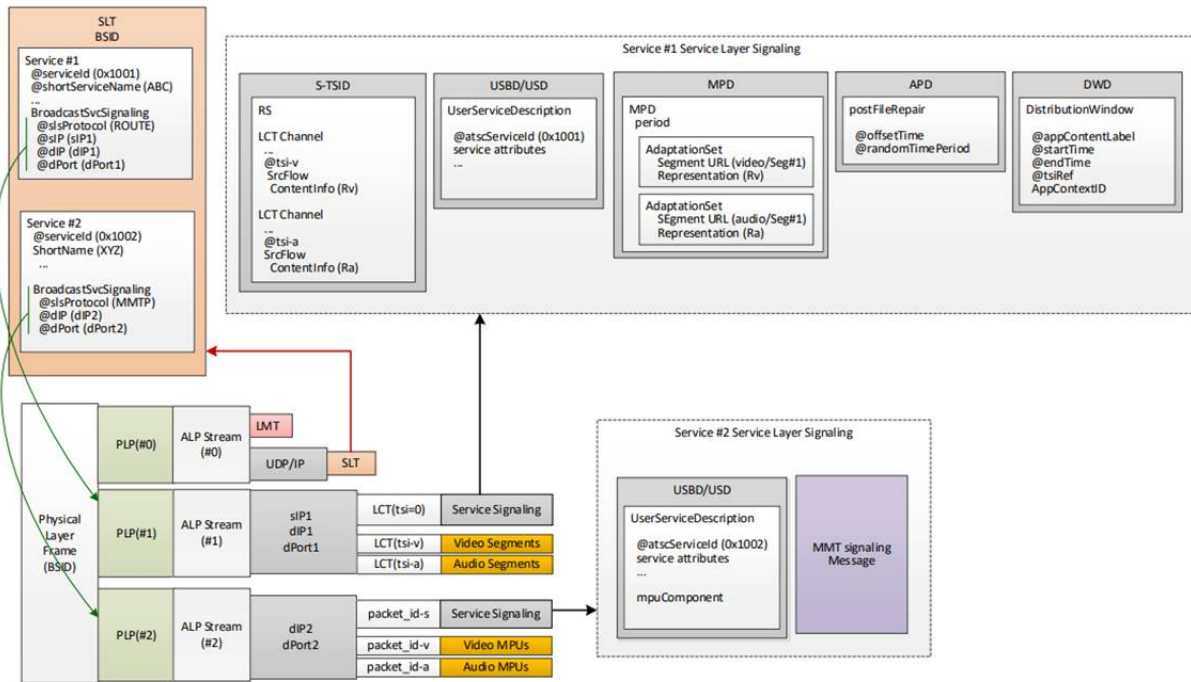 SLT
BSID
Service #1
@serviceId (0x1001)
@shortServiceName (ABC)
...
BroadcastSvcSignaling
@slsProtocol (ROUTE)
@sIP (sIP1)
@dIP (dIP1)
@dPort (dPort1)
Service #2
@serviceId (0x1002)
ShortName (XYZ)
...
BroadcastSvcSignaling
@slsProtocol (MMTP)
@dIP (dIP2)
@dPort (dPort2)
Service #1 Service Layer Signaling
S-TSID
RS
LCT Channel
...
@tsi-v
SrcFlow
ContentInfo (Rv)
LCT Channel
...
@tsi-a
SrcFlow
ContentInfo (Ra)
USBD/USD
UserServiceDescription
@atscServiceId (0x1001)
service attributes
...
MPD
MPD
period
AdaptationSet
Segment URL (video/Seg#1)
Representation (Rv)
AdaptationSet
SEgment URL (audio/Seg#1)
Representation (Ra)
APD
postFileRepair
@offsetTime
@randomTimePeriod
DWD
DistributionWindow
@appContentLabel
@startTime
@endTime
@tsiRef
AppContextID
Physical
Layer
Frame
(BSID)
PLP(#0)
ALP Stream
(#0)
LMT
UDP/IP
SLT
PLP(#1)
ALP Stream
(#1)
sIP1
dIP1
dPort1
LCT(tsi=0)
Service Signaling
LCT(tsi-v)
Video Segments
LCT(tsi-a)
Audio Segments
PLP(#2)
ALP Stream
(#2)
dIP2
dPort2
packet_id-s
Service Signaling
packet_id-v
Video MPUs
packet_id-a
Audio MPUs
Service #2 Service Layer Signaling
USBD/USD
UserServiceDescription
@atscServiceId (0x1002)
service attributes
...
mpuComponent
MMT signaling
Message